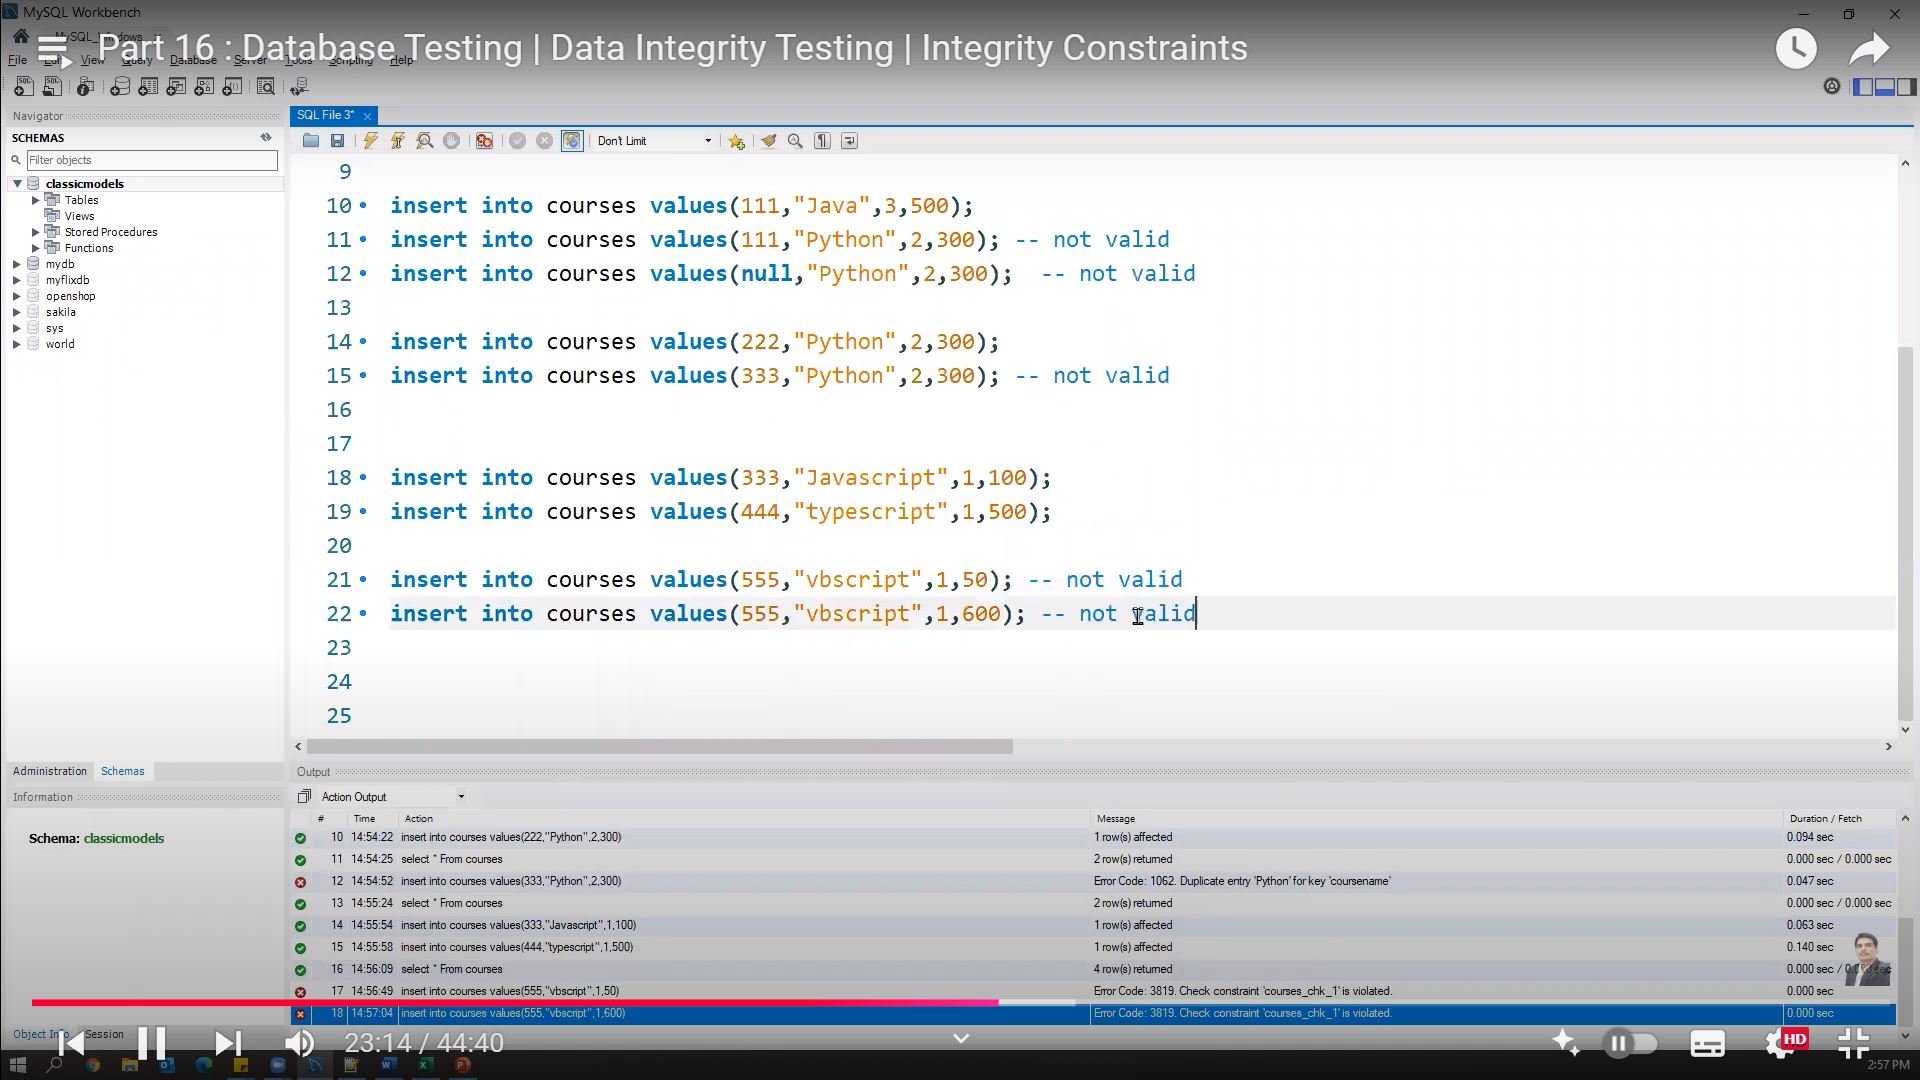 MySQL Workbench
MySQL_Windows
Part 16 : Database Testing | Data Integrity Testing | Integrity Constraints
File View Query Database Server Tools Scripting Help
Navigator
SCHEMAS
Filter objects
classicmodels
Tables
Views
Stored Procedures
Functions
mydb
myflixdb
openshop
sakila
sys
world
SQL File 3*
Don't Limit
9
10 insert into courses values(111,"Java",3,500);
11 insert into courses values(111,"Python",2,300); -- not valid
12 insert into courses values(null,"Python",2,300);  -- not valid
13
14 insert into courses values(222,"Python",2,300);
15 insert into courses values(333,"Python",2,300); -- not valid
16
17
18 insert into courses values(333,"Javascript",1,100);
19 insert into courses values(444,"typescript",1,500);
20
21 insert into courses values(555,"vbscript",1,50); -- not valid
22 insert into courses values(555,"vbscript",1,600); -- not valid
23
24
25
Administration Schemas
Information
Schema: classicmodels
Output
Action Output
# Time Action Message Duration / Fetch
10 14:54:22 insert into courses values(222,"Python",2,300) 1 row(s) affected 0.094 sec
11 14:54:25 select * From courses 2 row(s) returned 0.000 sec / 0.000 sec
12 14:54:52 insert into courses values(333,"Python",2,300) Error Code: 1062. Duplicate entry 'Python' for key 'coursename' 0.047 sec
13 14:55:24 select * From courses 2 row(s) returned 0.000 sec / 0.000 sec
14 14:55:54 insert into courses values(333,"Javascript",1,100) 1 row(s) affected 0.063 sec
15 14:55:58 insert into courses values(444,"typescript",1,500) 1 row(s) affected 0.140 sec
16 14:56:09 select * From courses 4 row(s) returned 0.000 sec /
17 14:56:49 insert into courses values(555,"vbscript",1,50) Error Code: 3819. Check constraint 'courses_chk_1' is violated. 0.000 sec
18 14:57:04 insert into courses values(555,"vbscript",1,600) Error Code: 3819. Check constraint 'courses_chk_1' is violated. 0.000 sec
Object Info Session
23:14 / 44:40
HD
2:57 PM